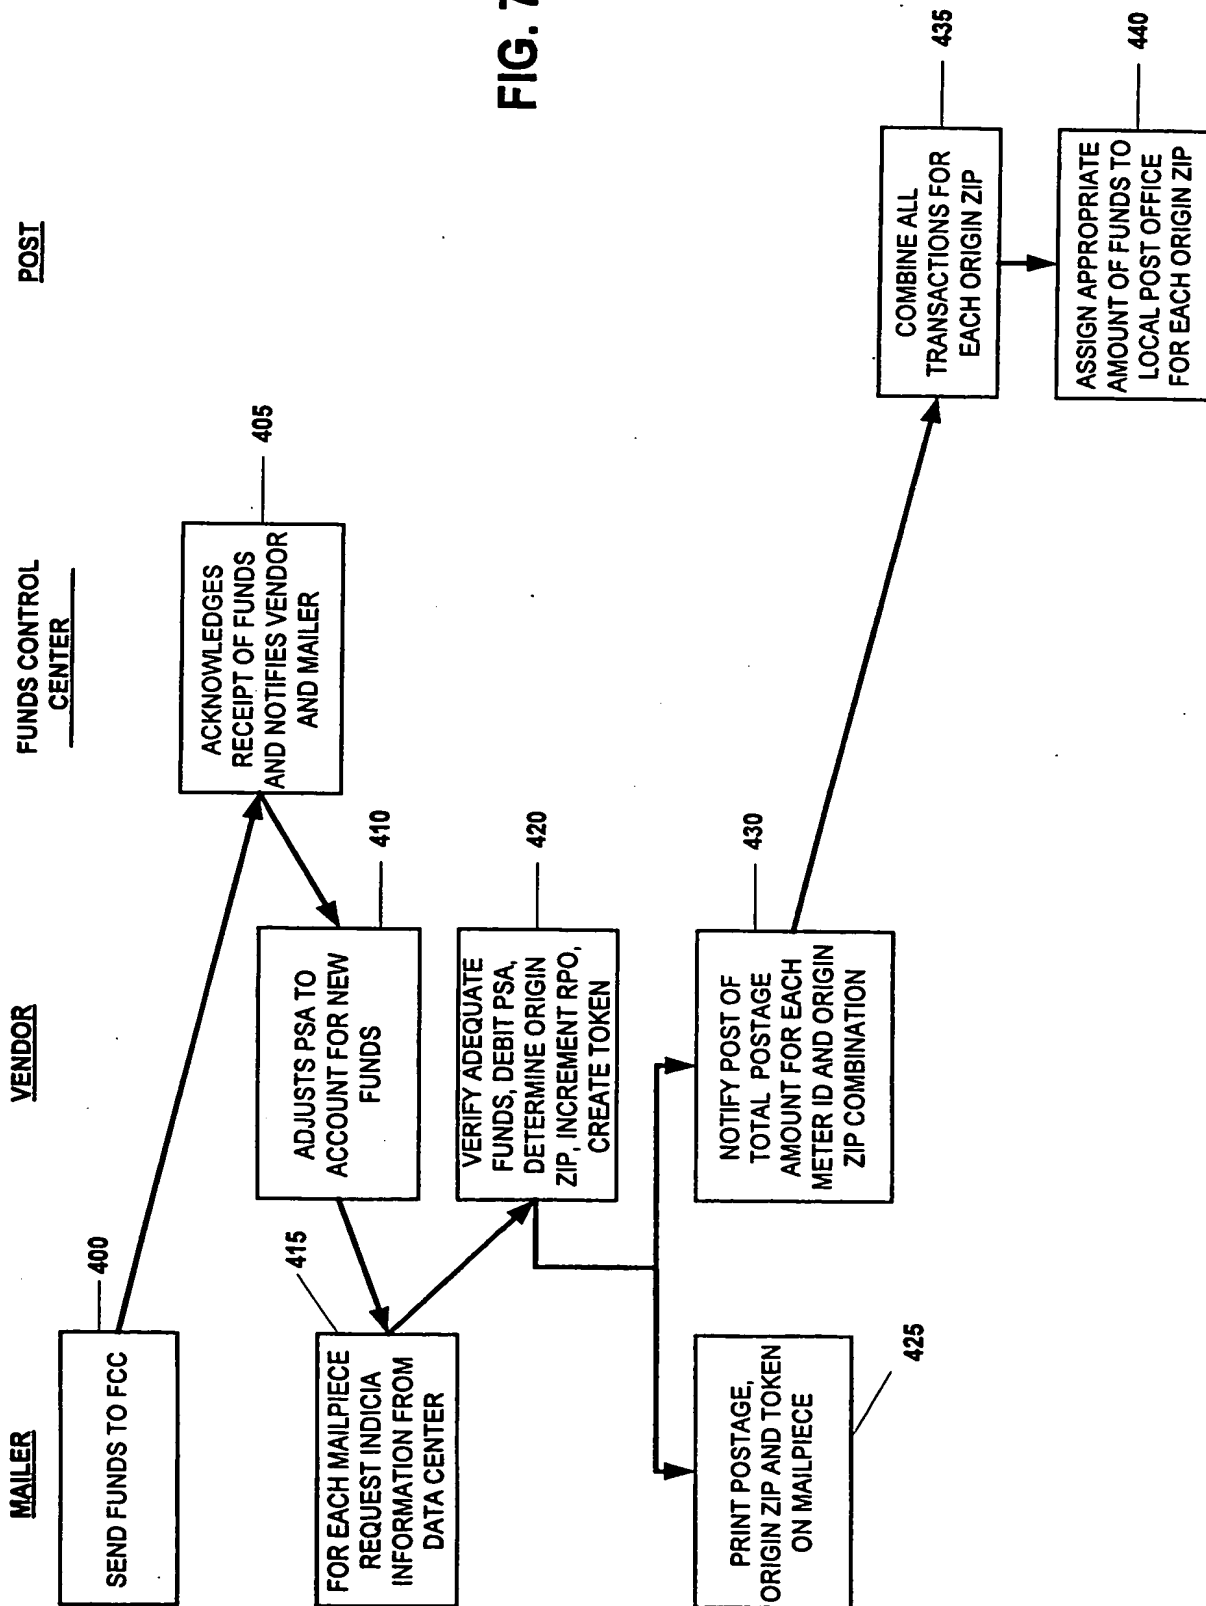 MAILER
VENDOR
FUNDS CONTROL
CENTER
POST
SEND FUNDS TO FCC
400
ACKNOWLEDGES
RECEIPT OF FUNDS
AND NOTIFIES VENDOR
AND MAILER
405
ADJUSTS PSA TO
ACCOUNT FOR NEW
FUNDS
410
FOR EACH MAILPIECE
REQUEST INDICIA
INFORMATION FROM
DATA CENTER
415
VERIFY ADEQUATE
FUNDS, DEBIT PSA,
DETERMINE ORIGIN
ZIP, INCREMENT RPO,
CREATE TOKEN
420
PRINT POSTAGE,
ORIGIN ZIP AND TOKEN
ON MAILPIECE
425
NOTIFY POST OF
TOTAL POSTAGE
AMOUNT FOR EACH
METER ID AND ORIGIN
ZIP COMBINATION
430
COMBINE ALL
TRANSACTIONS FOR
EACH ORIGIN ZIP
435
ASSIGN APPROPRIATE
AMOUNT OF FUNDS TO
LOCAL POST OFFICE
FOR EACH ORIGIN ZIP
440
FIG. 7